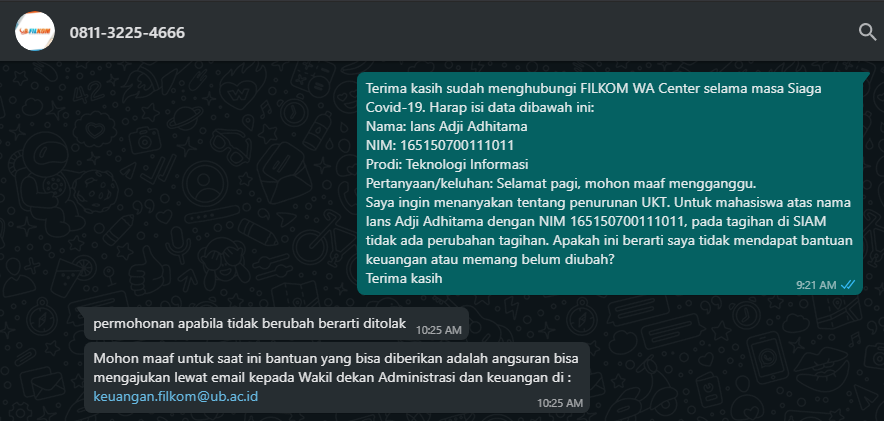 FILKOM
0811-3225-4666
Terima kasih sudah menghubungi FILKOM WA Center selama masa Siaga
Covid-19. Harap isi data dibawah ini:
Nama: Ians Adji Adhitama
NIM: 165150700111011
Prodi: Teknologi Informasi
Pertanyaan/keluhan: Selamat pagi, mohon maaf mengganggu.
Saya ingin menanyakan tentang penurunan UKT. Untuk mahasiswa atas nama
Ians Adji Adhitama dengan NIM 165150700111011, pada tagihan di SIAM
tidak ada perubahan tagihan. Apakah ini berarti saya tidak mendapat bantuan
keuangan atau memang belum diubah?
Terima kasih
9:21 AM
permohonan apabila tidak berubah berarti ditolak
10:25 AM
Mohon maaf untuk saat ini bantuan yang bisa diberikan adalah angsuran bisa
mengajukan lewat email kepada Wakil dekan Administrasi dan keuangan di :
keuangan.filkom@ub.ac.id
10:25 AM